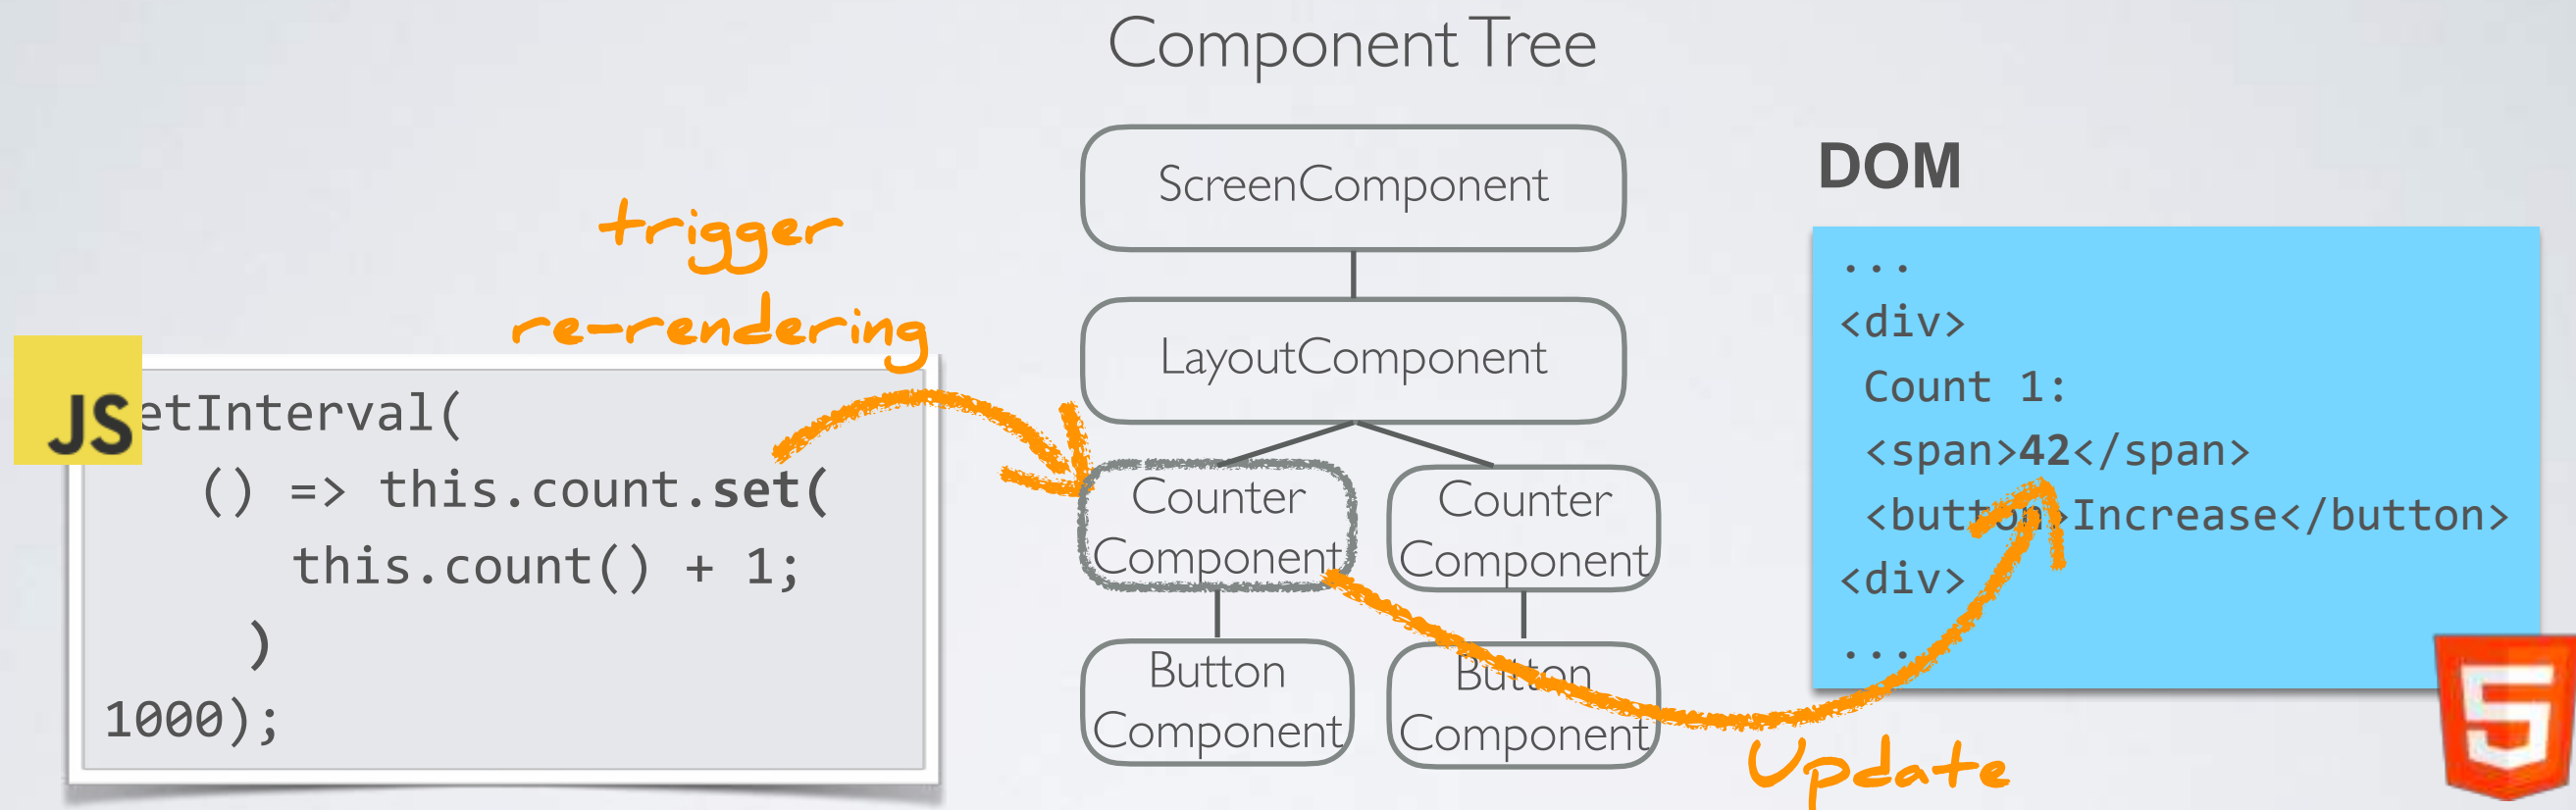 Component Tree
ScreenComponent
LayoutComponent
Counter
Component
Counter
Component
Button
Component
Button
Component
trigger
re-rendering
JS
etInterval(
() => this.count.set(
this.count() + 1;
)
1000);
DOM
...
<div>
Count 1:
<span>42</span>
<button>Increase</button>
<div>
...
Update
5